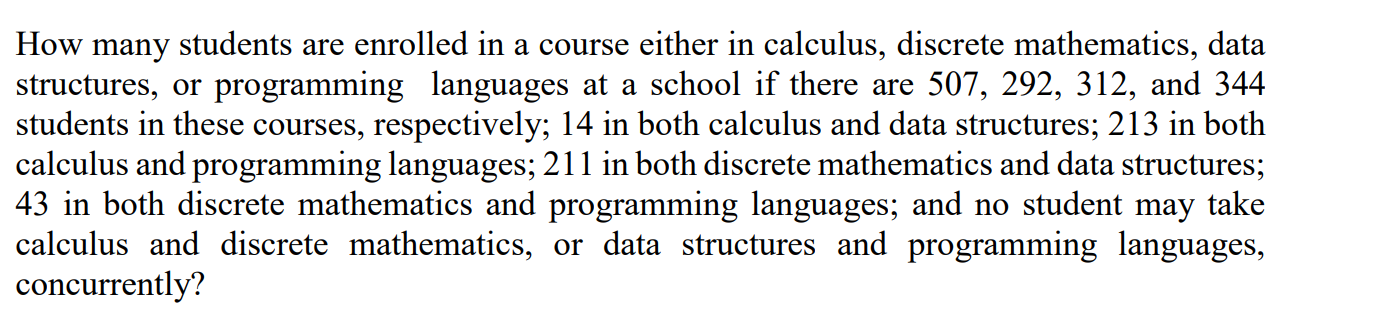 How many students are enrolled in a course either in calculus, discrete mathematics, data
structures, or programming languages at a school if there are 507, 292, 312, and 344
students in these courses, respectively; 14 in both calculus and data structures; 213 in both
calculus and programming languages; 211 in both discrete mathematics and data structures;
43 in both discrete mathematics and programming languages; and no student may take
calculus and discrete mathematics, or data structures and programming languages,
concurrently?